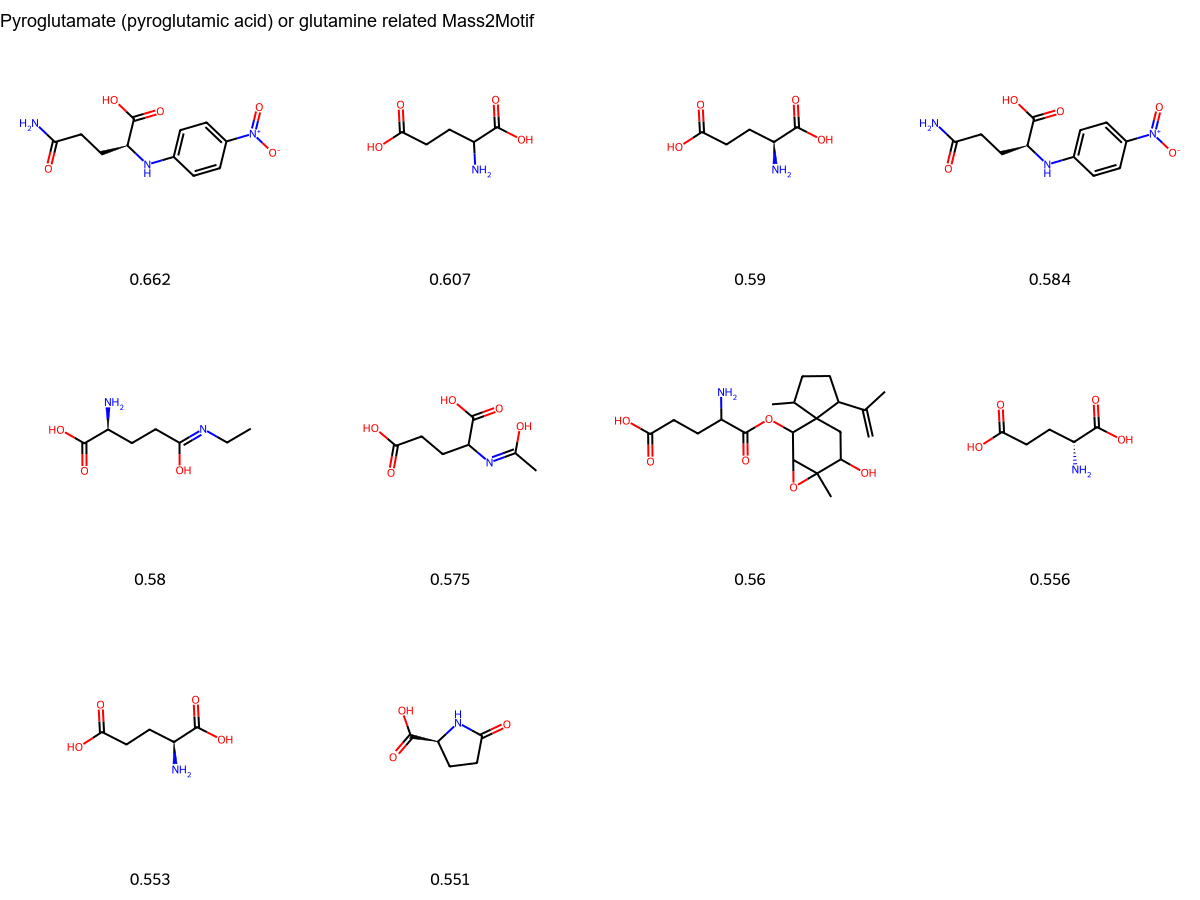 Pyroglutamate (pyroglutamic acid) or glutamine related Mass2Motif
HO O H₂N O N H N⁺ O O⁻
O HO O OH NH₂
O HO O OH NH₂
HO O H₂N O N H N⁺ O O⁻
0.662 0.607 0.59 0.584
NH₂ HO O N OH
HO O HO O OH N
NH₂ HO O O O OH O
O HO O OH NH₂
0.58 0.575 0.56 0.556
O HO O OH NH₂
OH O H N O
0.553 0.551